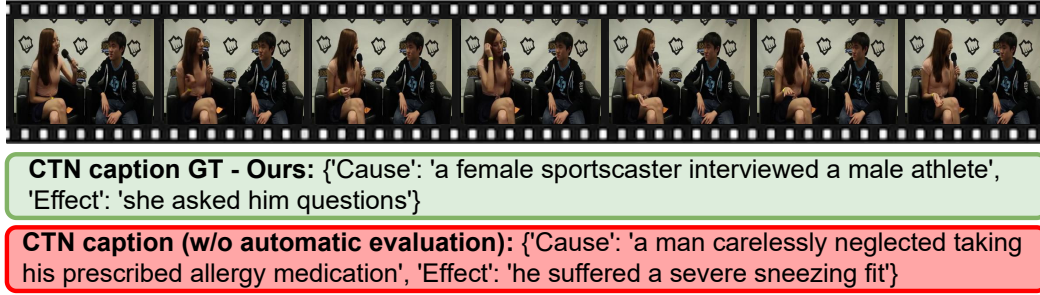 CTN caption GT - Ours: {'Cause': 'a female sportscaster interviewed a male athlete',
'Effect': 'she asked him questions'}
CTN caption (w/o automatic evaluation): {'Cause': 'a man carelessly neglected taking
his prescribed allergy medication', 'Effect': 'he suffered a severe sneezing fit'}